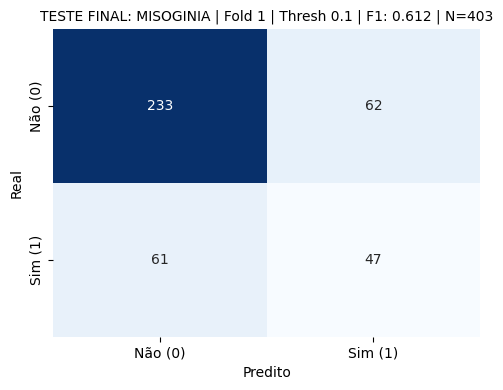 TESTE FINAL: MISOGINIA | Fold 1 | Thresh 0.1 | F1: 0.612 | N=403
Não (0)
233
62
Real
Sim (1)
61
47
Não (0)
Sim (1)
Predito